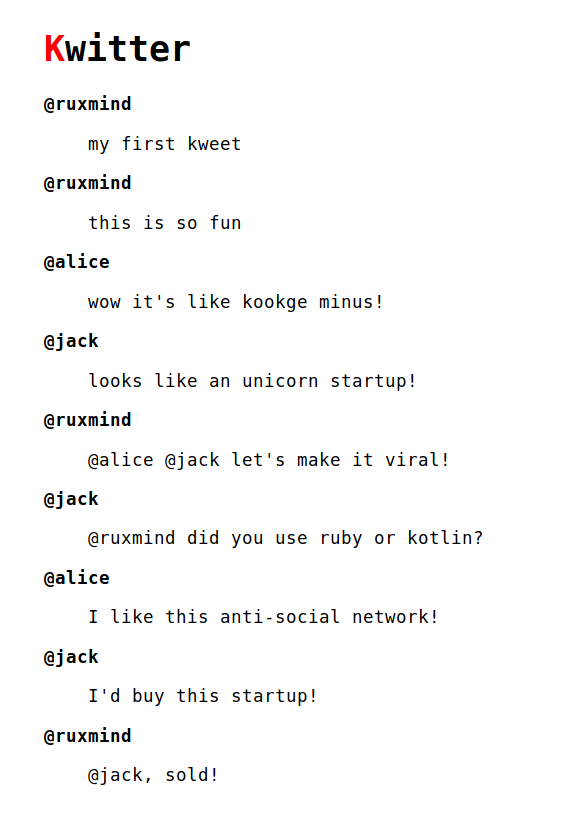 Kwitter
@ruxmind
my first kweet
@ruxmind
this is so fun
@alice
wow it's like kookge minus!
@jack
looks like an unicorn startup!
@ruxmind
@alice @jack let's make it viral!
@jack
@ruxmind did you use ruby or kotlin?
@alice
I like this anti-social network!
@jack
I'd buy this startup!
@ruxmind
@jack, sold!